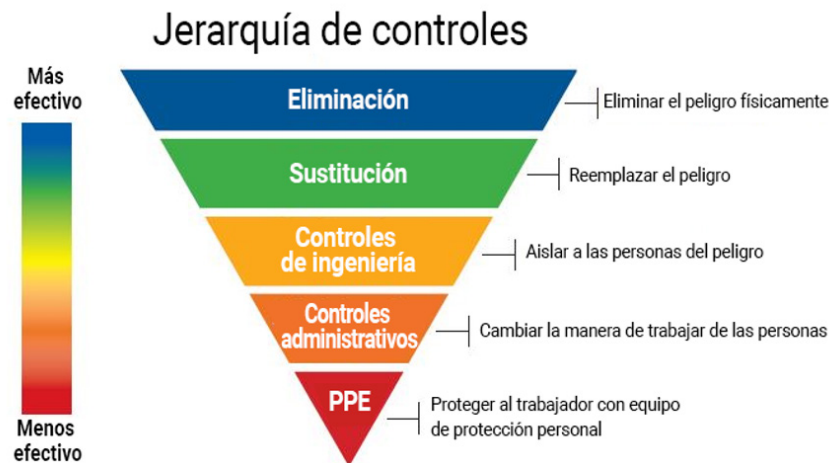 Jerarquía de controles
Más
efectivo
Eliminación
Eliminar el peligro físicamente
Sustitución
Reemplazar el peligro
Controles
de ingeniería
Aislar a las personas del peligro
Controles
administrativos
Cambiar la manera de trabajar de las personas
PPE
Proteger al trabajador con equipo
de protección personal
Menos
efectivo